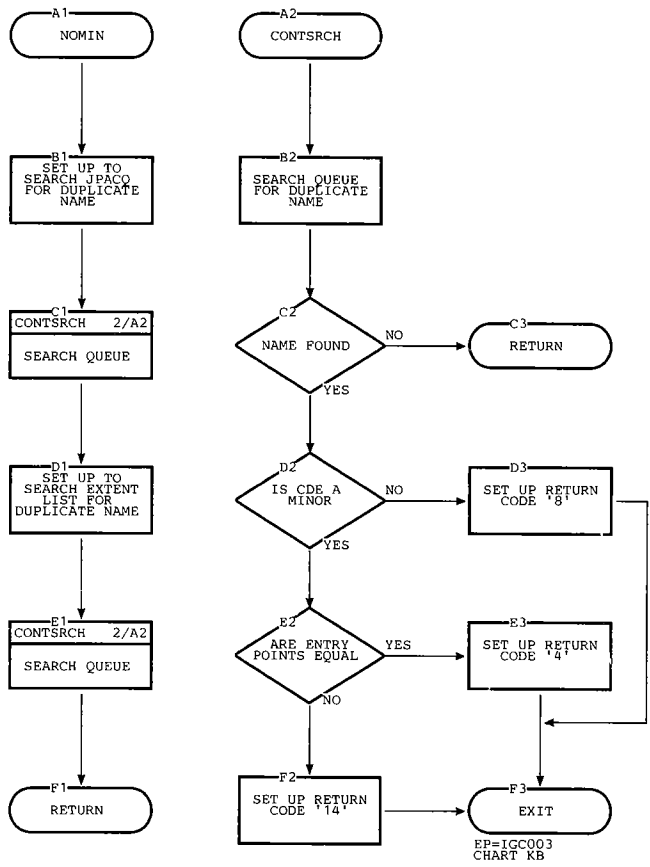 A1
NOMIN
B1
SET UP TO
SEARCH JPACQ
FOR DUPLICATE
NAME
C1
CONTSRCH 2/A2
SEARCH QUEUE
D1
SET UP TO
SEARCH EXTENT
LIST FOR
DUPLICATE NAME
E1
CONTSRCH 2/A2
SEARCH QUEUE
F1
RETURN
A2
CONTSRCH
B2
SEARCH QUEUE
FOR DUPLICATE
NAME
C2
NAME FOUND
NO
YES
C3
RETURN
D2
IS CDE A
MINOR
NO
YES
D3
SET UP RETURN
CODE '8'
E2
ARE ENTRY
POINTS EQUAL
YES
NO
E3
SET UP RETURN
CODE '4'
F2
SET UP RETURN
CODE '14'
F3
EXIT
EP=IGC003
CHART KB